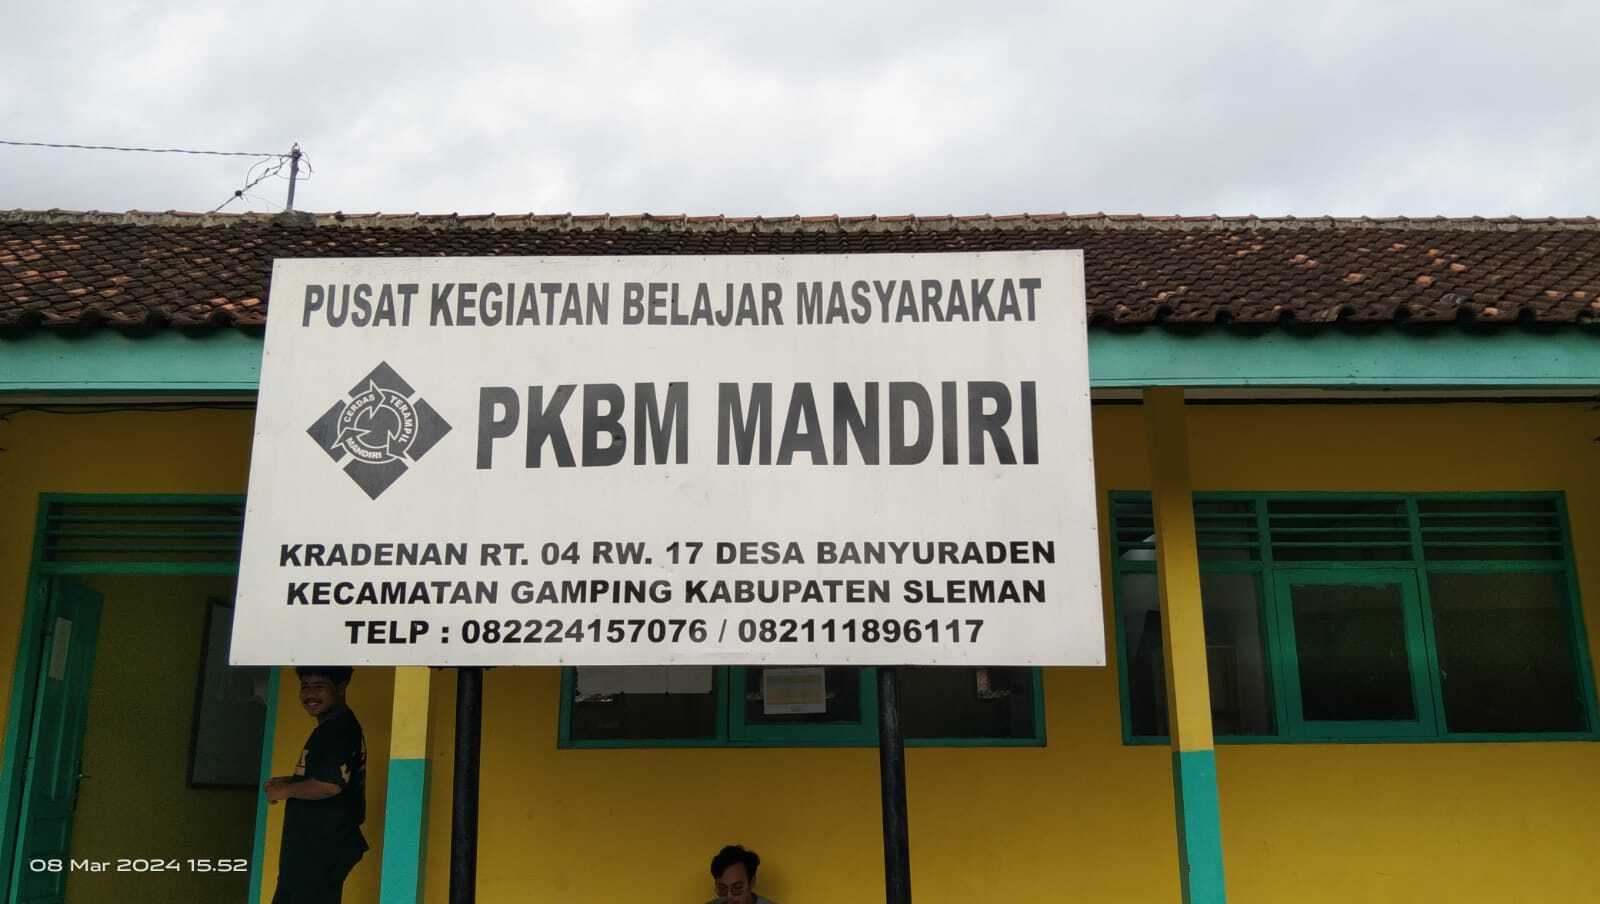 PUSAT KEGIATAN BELAJAR MASYARAKAT
CERDAS TERAMPIL MANDIRI
PKBM MANDIRI
KRADENAN RT. 04 RW. 17 DESA BANYURADEN
KECAMATAN GAMPING KABUPATEN SLEMAN
TELP : 082224157076 / 082111896117
08 Mar 2024 15.52